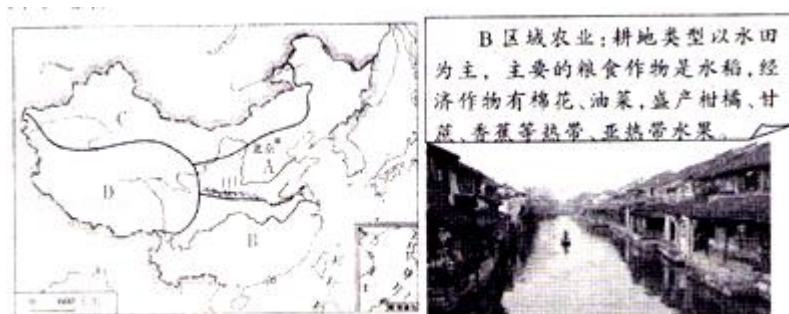 C
北京
A
D
B
B 区域农业：耕地类型以水田
为主，主要的粮食作物是水稻，经
济作物有棉花、油菜，盛产柑橘、甘
蔗、香蕉等热带、亚热带水果。